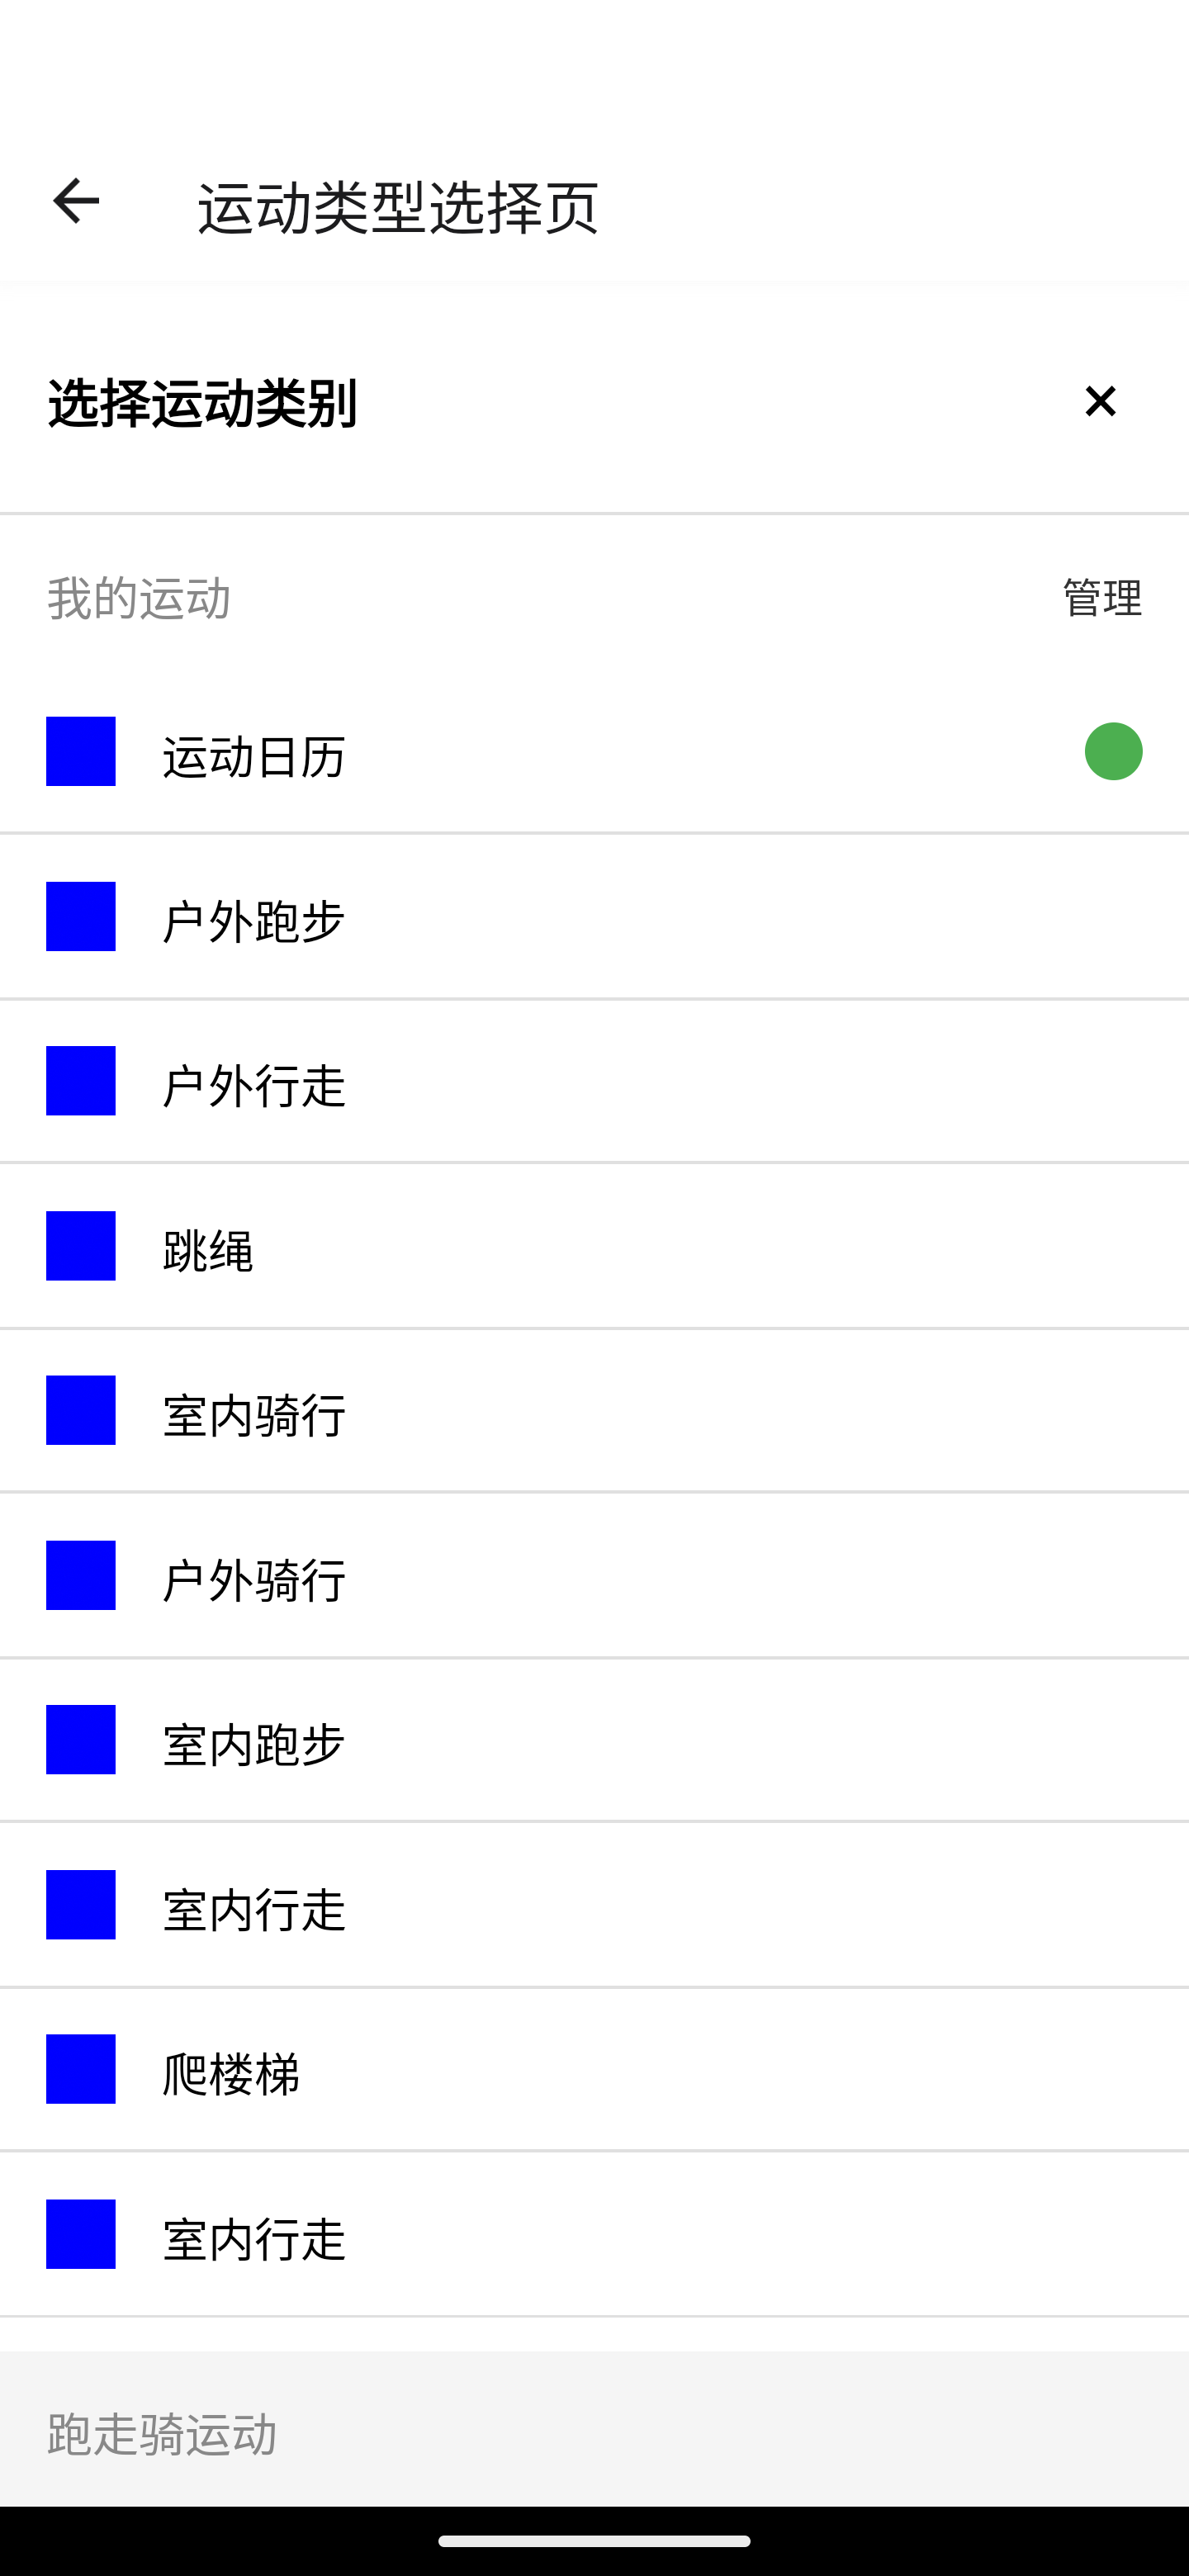 运动类型选择页
选择运动类别
我的运动 管理
运动日历
户外跑步
户外行走
跳绳
室内骑行
户外骑行
室内跑步
室内行走
爬楼梯
室内行走
跑走骑运动